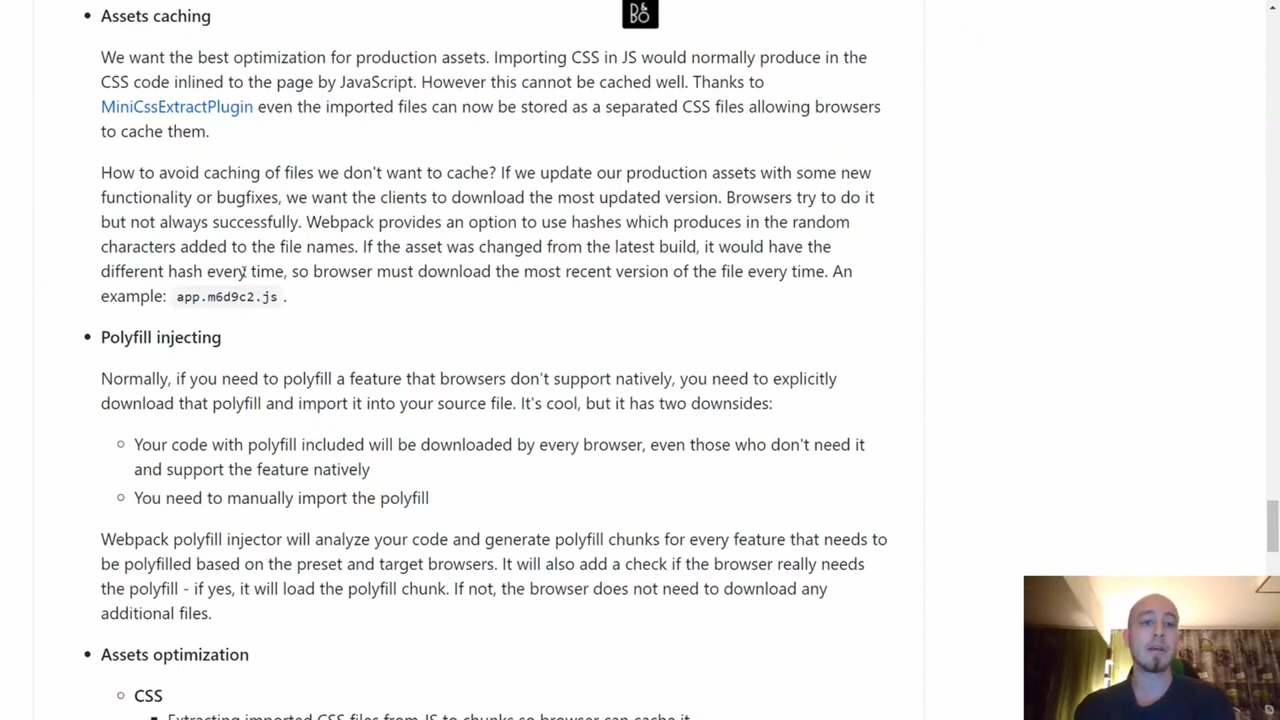 B&O
Assets caching
We want the best optimization for production assets. Importing CSS in JS would normally produce in the
CSS code inlined to the page by JavaScript. However this cannot be cached well. Thanks to
MiniCssExtractPlugin even the imported files can now be stored as a separated CSS files allowing browsers
to cache them.
How to avoid caching of files we don't want to cache? If we update our production assets with some new
functionality or bugfixes, we want the clients to download the most updated version. Browsers try to do it
but not always successfully. Webpack provides an option to use hashes which produces in the random
characters added to the file names. If the asset was changed from the latest build, it would have the
different hash every time, so browser must download the most recent version of the file every time. An
example: app.m6d9c2.js .
Polyfill injecting
Normally, if you need to polyfill a feature that browsers don't support natively, you need to explicitly
download that polyfill and import it into your source file. It's cool, but it has two downsides:
Your code with polyfill included will be downloaded by every browser, even those who don't need it
and support the feature natively
You need to manually import the polyfill
Webpack polyfill injector will analyze your code and generate polyfill chunks for every feature that needs to
be polyfilled based on the preset and target browsers. It will also add a check if the browser really needs
the polyfill - if yes, it will load the polyfill chunk. If not, the browser does not need to download any
additional files.
Assets optimization
CSS
Extracting imported CSS files from JS to chunks so browser can cache it